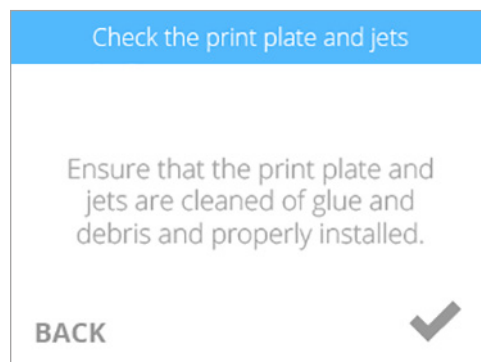 Check the print plate and jets
Ensure that the print plate and
jets are cleaned of glue and
debris and properly installed.
BACK